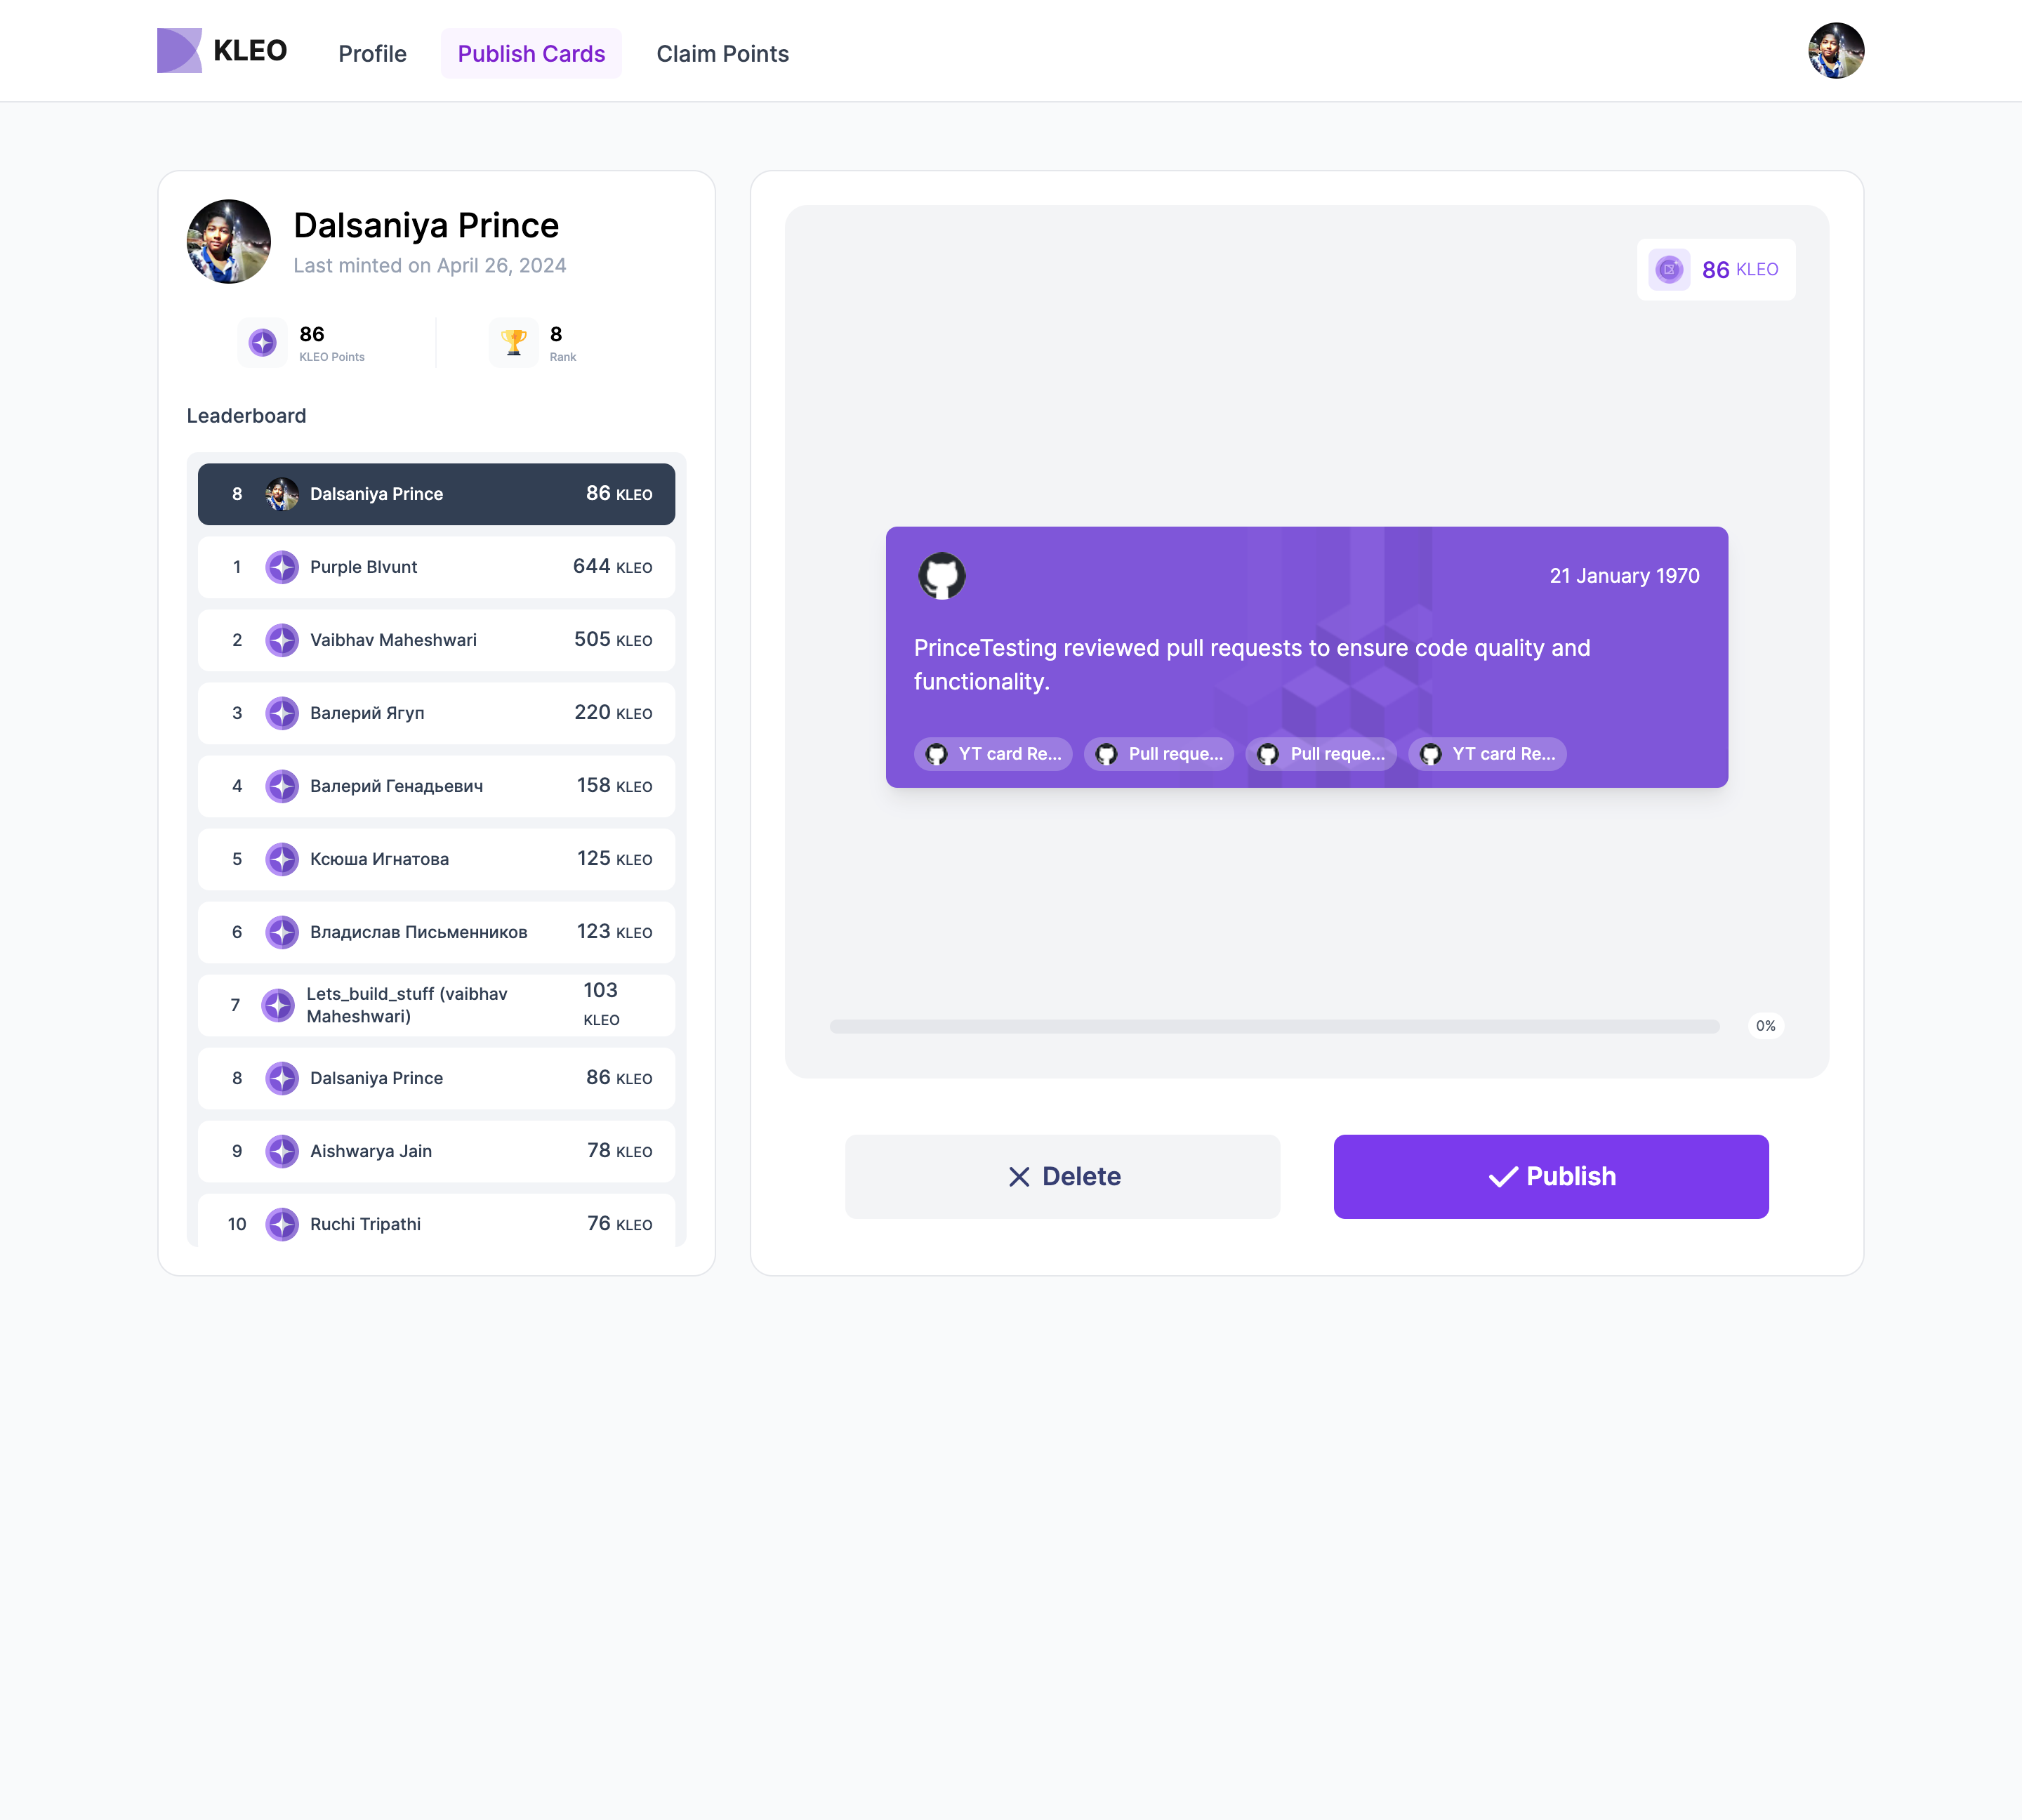 KLEO
Profile
Publish Cards
Claim Points
Dalsaniya Prince
Last minted on April 26, 2024
86
KLEO Points
8
Rank
Leaderboard
8 Dalsaniya Prince 86 KLEO
1 Purple Blvunt 644 KLEO
2 Vaibhav Maheshwari 505 KLEO
3 Валерий Ягуп 220 KLEO
4 Валерий Генадьевич 158 KLEO
5 Ксюша Игнатова 125 KLEO
6 Владислав Письменников 123 KLEO
7 Lets_build_stuff (vaibhav
Maheshwari)
103
KLEO
8 Dalsaniya Prince 86 KLEO
9 Aishwarya Jain 78 KLEO
10 Ruchi Tripathi 76 KLEO
86 KLEO
21 January 1970
PrinceTesting reviewed pull requests to ensure code quality and
functionality.
YT card Re... Pull reque... Pull reque... YT card Re...
0%
Delete
Publish